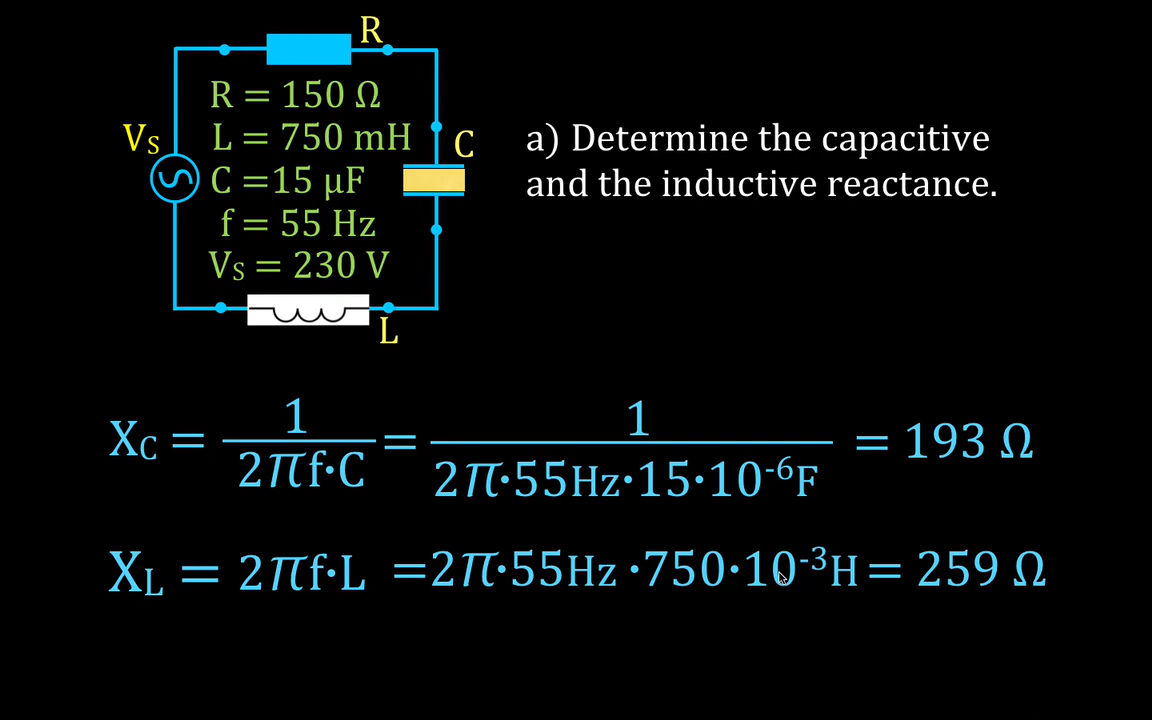 R
R = 150 Ω
L = 750 mH
C =15 μF
f = 55 Hz
VS = 230 V
VS
C
L
a) Determine the capacitive
and the inductive reactance.
XC = 1 / 2πf·C = 1 / 2π·55Hz·15·10⁻⁶F = 193 Ω
XL = 2πf·L =2π·55Hz ·750·10⁻³H = 259 Ω